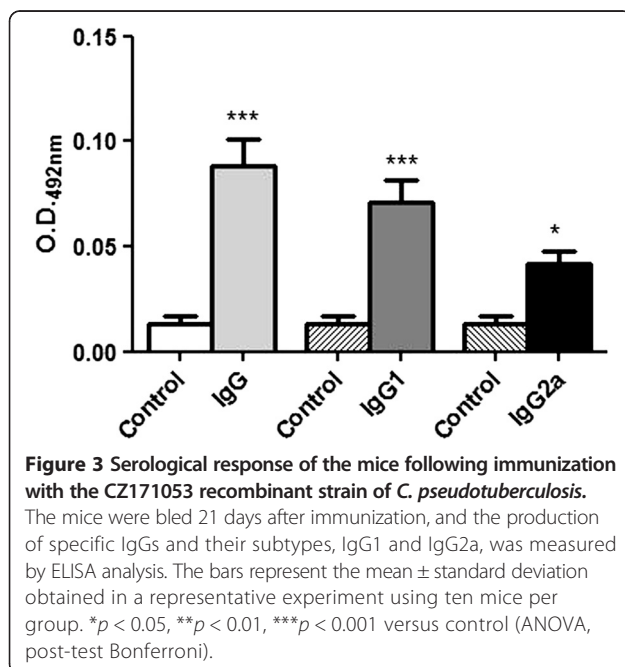 0.15
0.10
0.05
0.00
O.D.492nm
***
***
*
Control
IgG
Control
IgG1
Control
IgG2a
Figure 3 Serological response of the mice following immunization
with the CZ171053 recombinant strain of C. pseudotuberculosis.
The mice were bled 21 days after immunization, and the production
of specific IgGs and their subtypes, IgG1 and IgG2a, was measured
by ELISA analysis. The bars represent the mean ± standard deviation
obtained in a representative experiment using ten mice per
group. *p < 0.05, **p < 0.01, ***p < 0.001 versus control (ANOVA,
post-test Bonferroni).